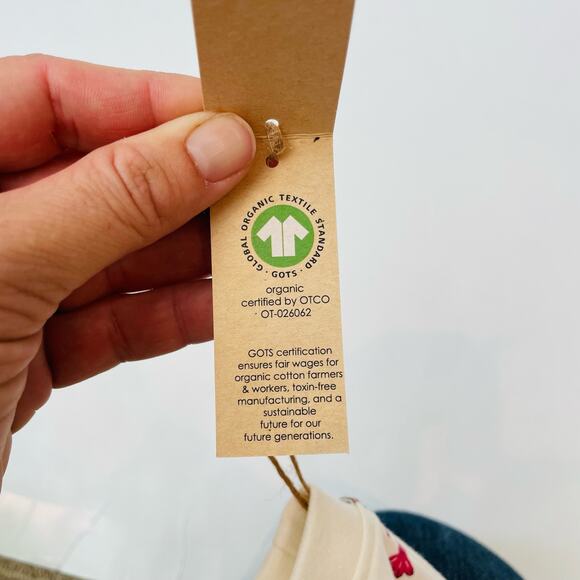 GLOBAL ORGANIC TEXTILE STANDARD · GOTS ·
organic
certified by OTCO
· OT-026062
GOTS certification
ensures fair wages for
organic cotton farmers
& workers, toxin-free
manufacturing, and a
sustainable
future for our
future generations.